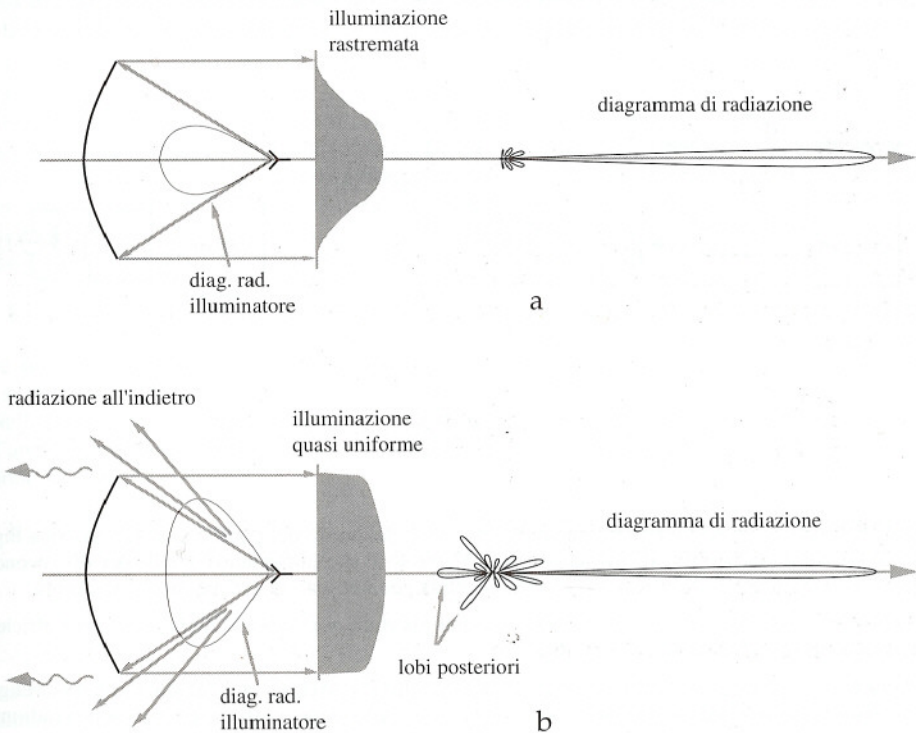 illuminazione
rastremata
diagramma di radiazione
diag. rad.
illuminatore
a
radiazione all'indietro
illuminazione
quasi uniforme
diagramma di radiazione
lobi posteriori
diag. rad.
illuminatore
b